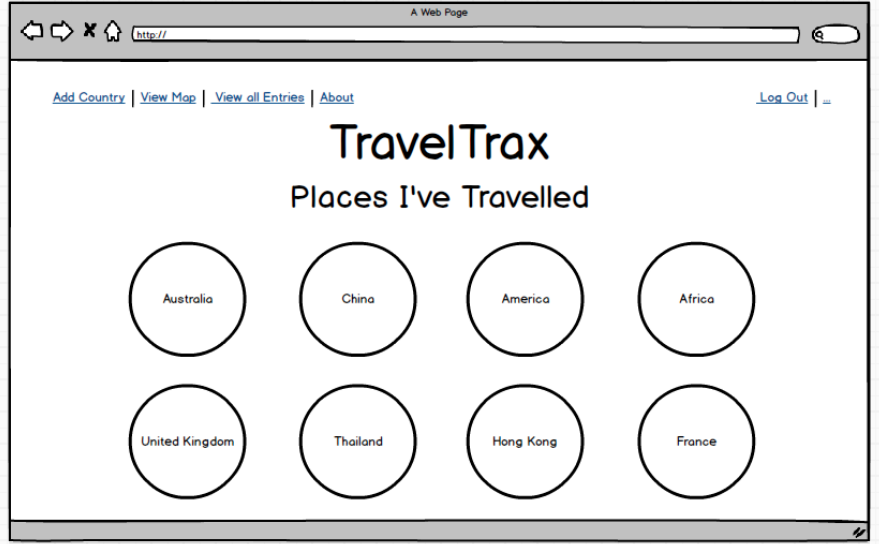 A Web Page
http://
Add Country | View Map | View all Entries | About
Log Out | ...
TravelTrax
Places I've Travelled
Australia
China
America
Africa
United Kingdom
Thailand
Hong Kong
France